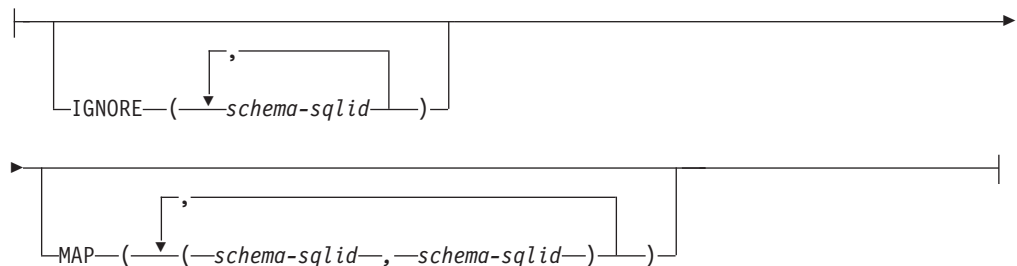 ,
IGNORE ( schema-sqlid )
,
MAP ( ( schema-sqlid , schema-sqlid ) )